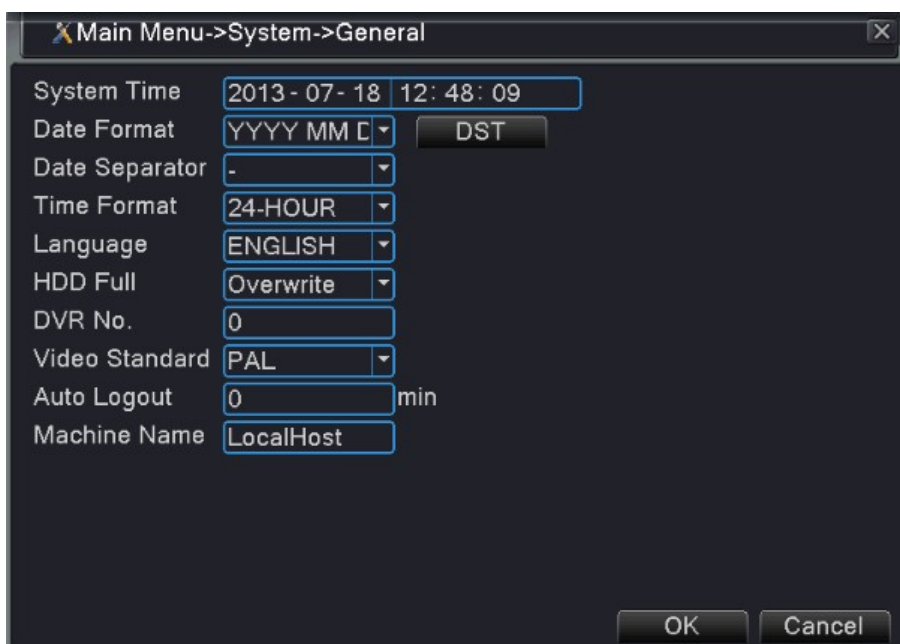 Main Menu->System->General
System Time 2013-07-18 12:48:09
Date Format YYYY MM D DST
Date Separator -
Time Format 24-HOUR
Language ENGLISH
HDD Full Overwrite
DVR No. 0
Video Standard PAL
Auto Logout 0 min
Machine Name LocalHost
OK Cancel